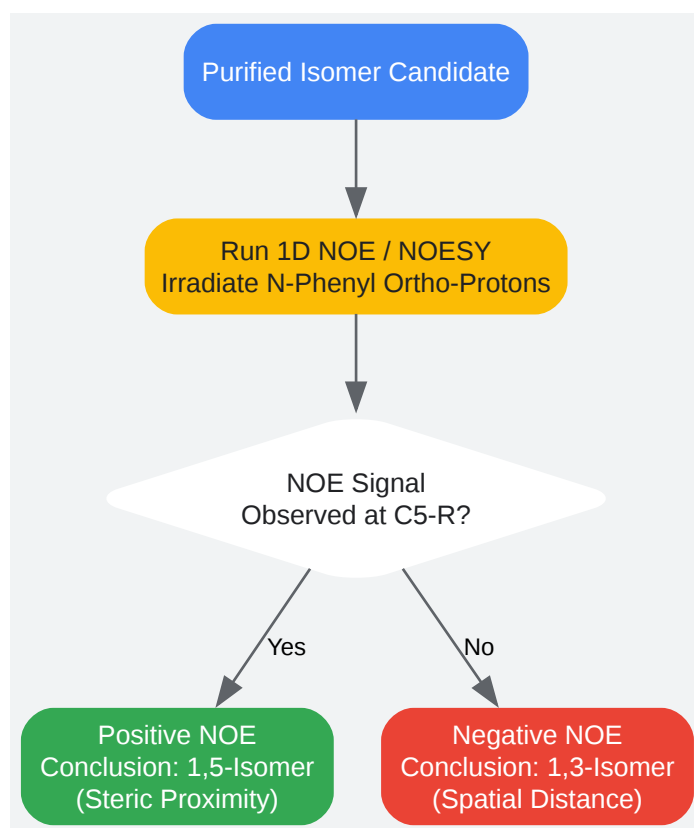 Purified Isomer Candidate
Run 1D NOE / NOESY
Irradiate N-Phenyl Ortho-Protons
NOE Signal
Observed at C5-R?
Yes
No
Positive NOE
Conclusion: 1,5-Isomer
(Steric Proximity)
Negative NOE
Conclusion: 1,3-Isomer
(Spatial Distance)